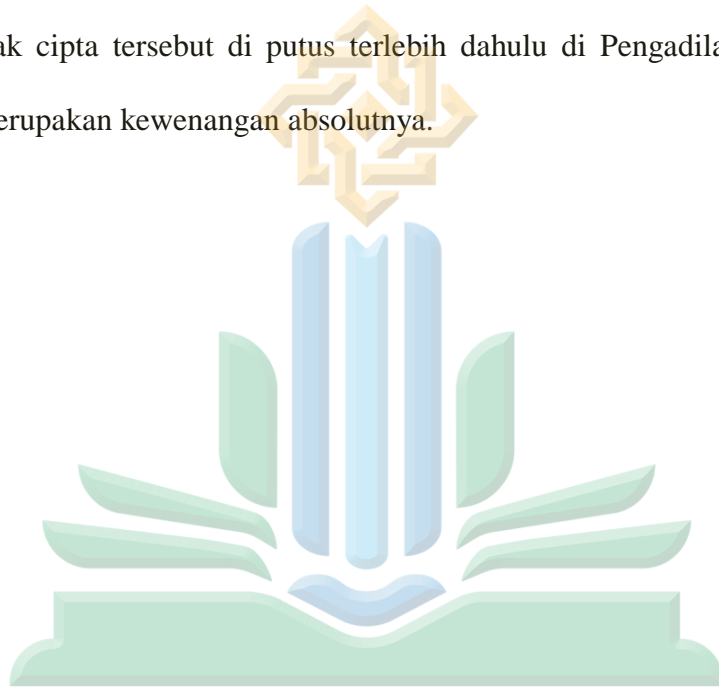 ak cipta tersebut di putus terlebih dahulu di Pengadila
erupakan kewenangan absolutnya.